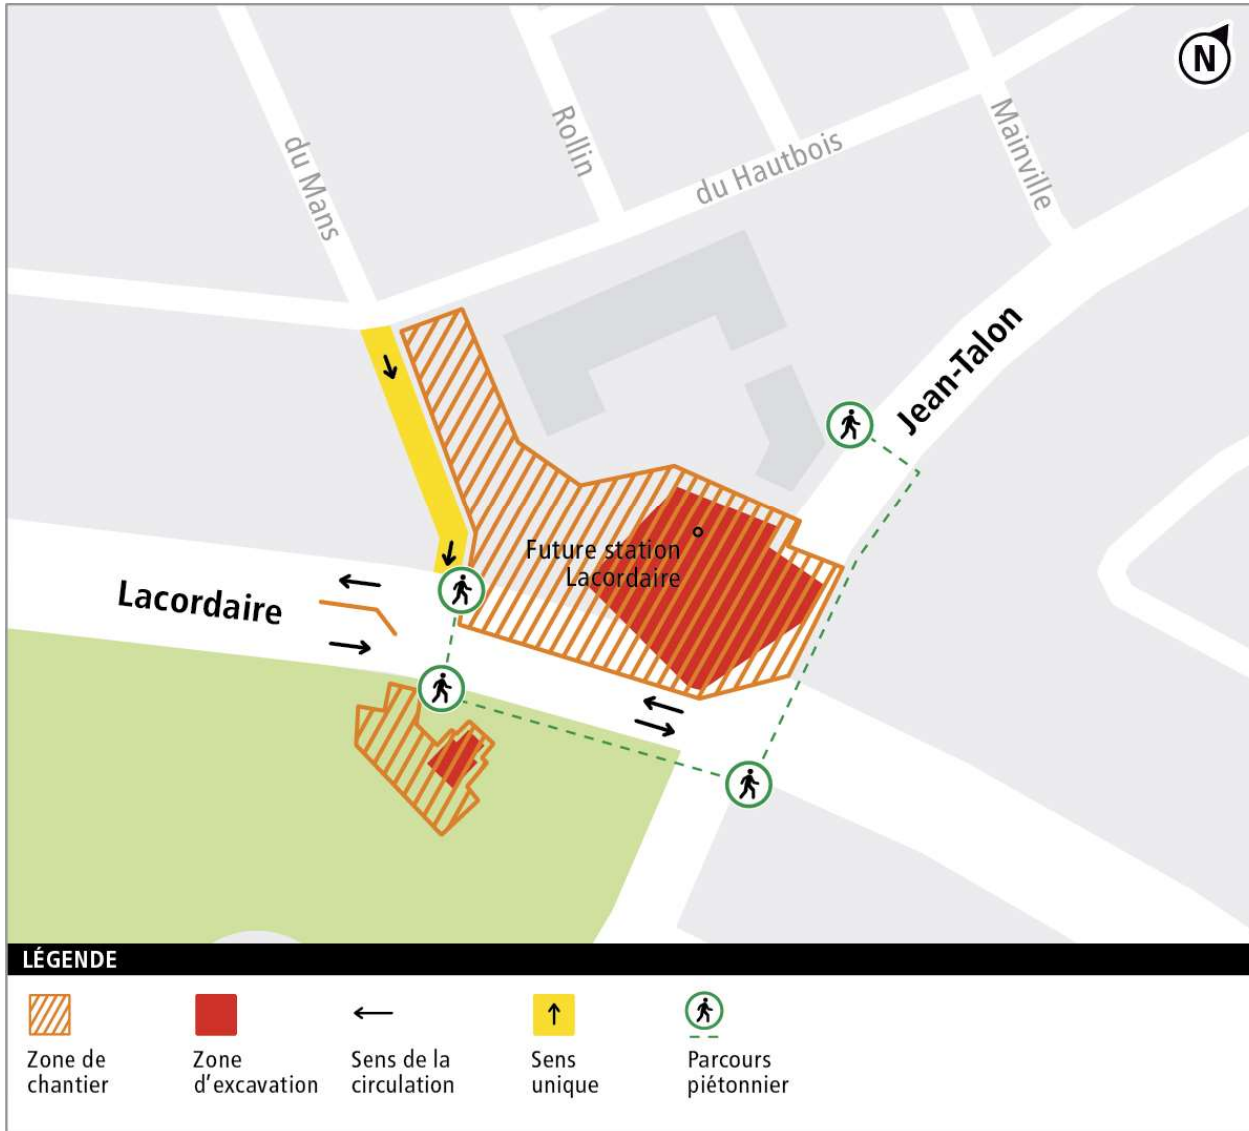 N
du Mans
Rollin
du Hautbois
Mainville
Jean-Talon
Future station
Lacordaire
Lacordaire
LÉGENDE
Zone de
chantier
Zone
d'excavation
Sens de la
circulation
Sens
unique
Parcours
piétonnier